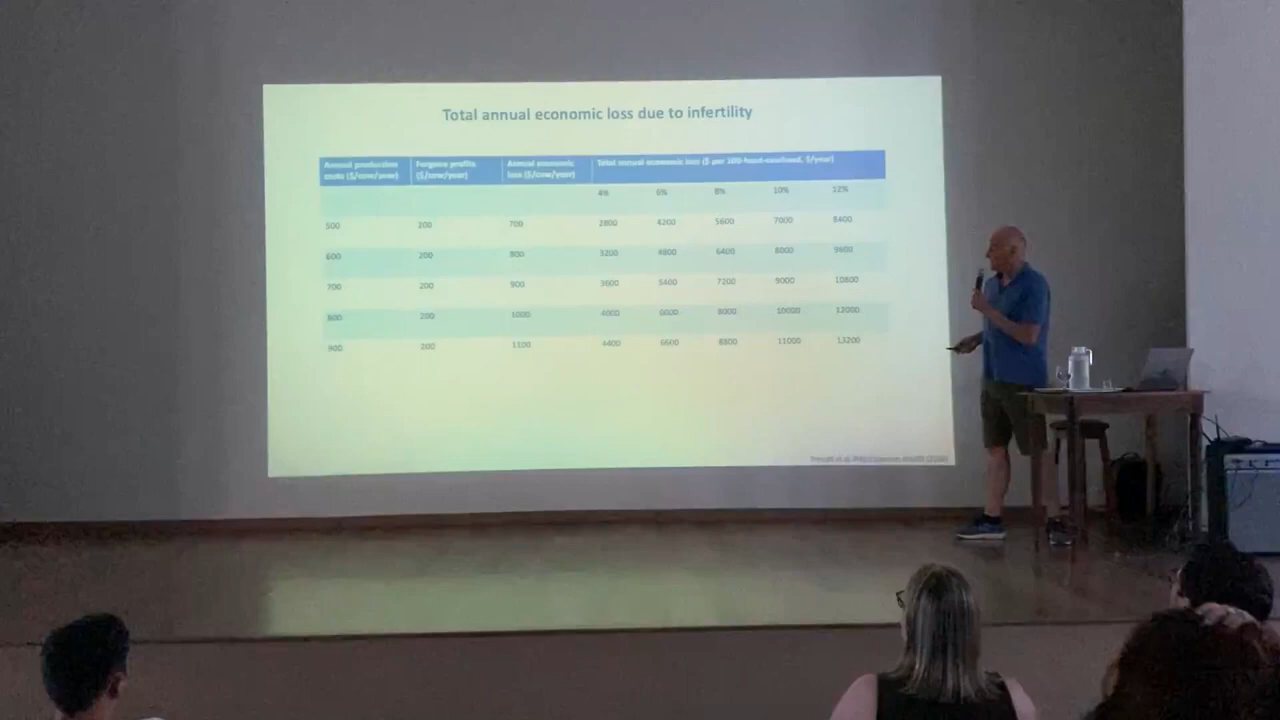 Total annual economic loss due to infertility
Annual production Forgone profits Annual economic Total annual economic loss ($ per 100-head-cowherd, $/year)
costs ($/cow/year) ($/cow/year) loss ($/cow/year)
4% 6% 8% 10% 12%
500 200 700 2800 4200 5600 7000 8400
600 200 800 3200 4800 6400 8000 9600
700 200 900 3600 5400 7200 9000 10800
800 200 1000 4000 6000 8000 10000 12000
900 200 1100 4400 6600 8800 11000 13200